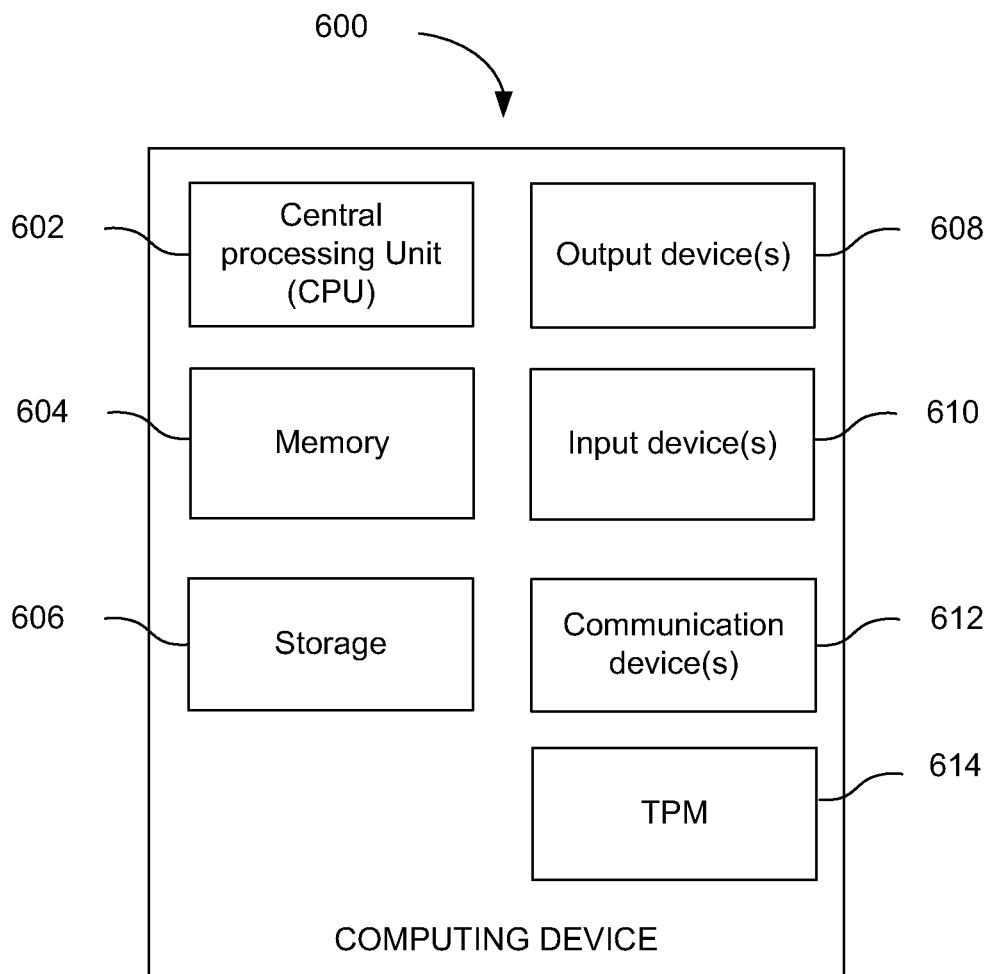 600
602
Central
processing Unit
(CPU)
Output device(s)
608
604
Memory
Input device(s)
610
606
Storage
Communication
device(s)
612
TPM
614
COMPUTING DEVICE